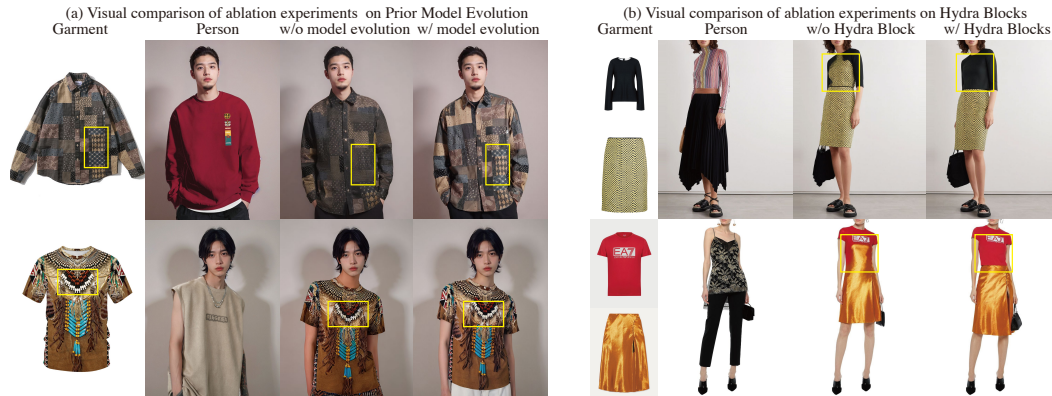 (a) Visual comparison of ablation experiments on Prior Model Evolution
Garment Person w/o model evolution w/ model evolution
(b) Visual comparison of ablation experiments on Hydra Blocks
Garment Person w/o Hydra Block w/ Hydra Blocks
EA7
EA7
EA7